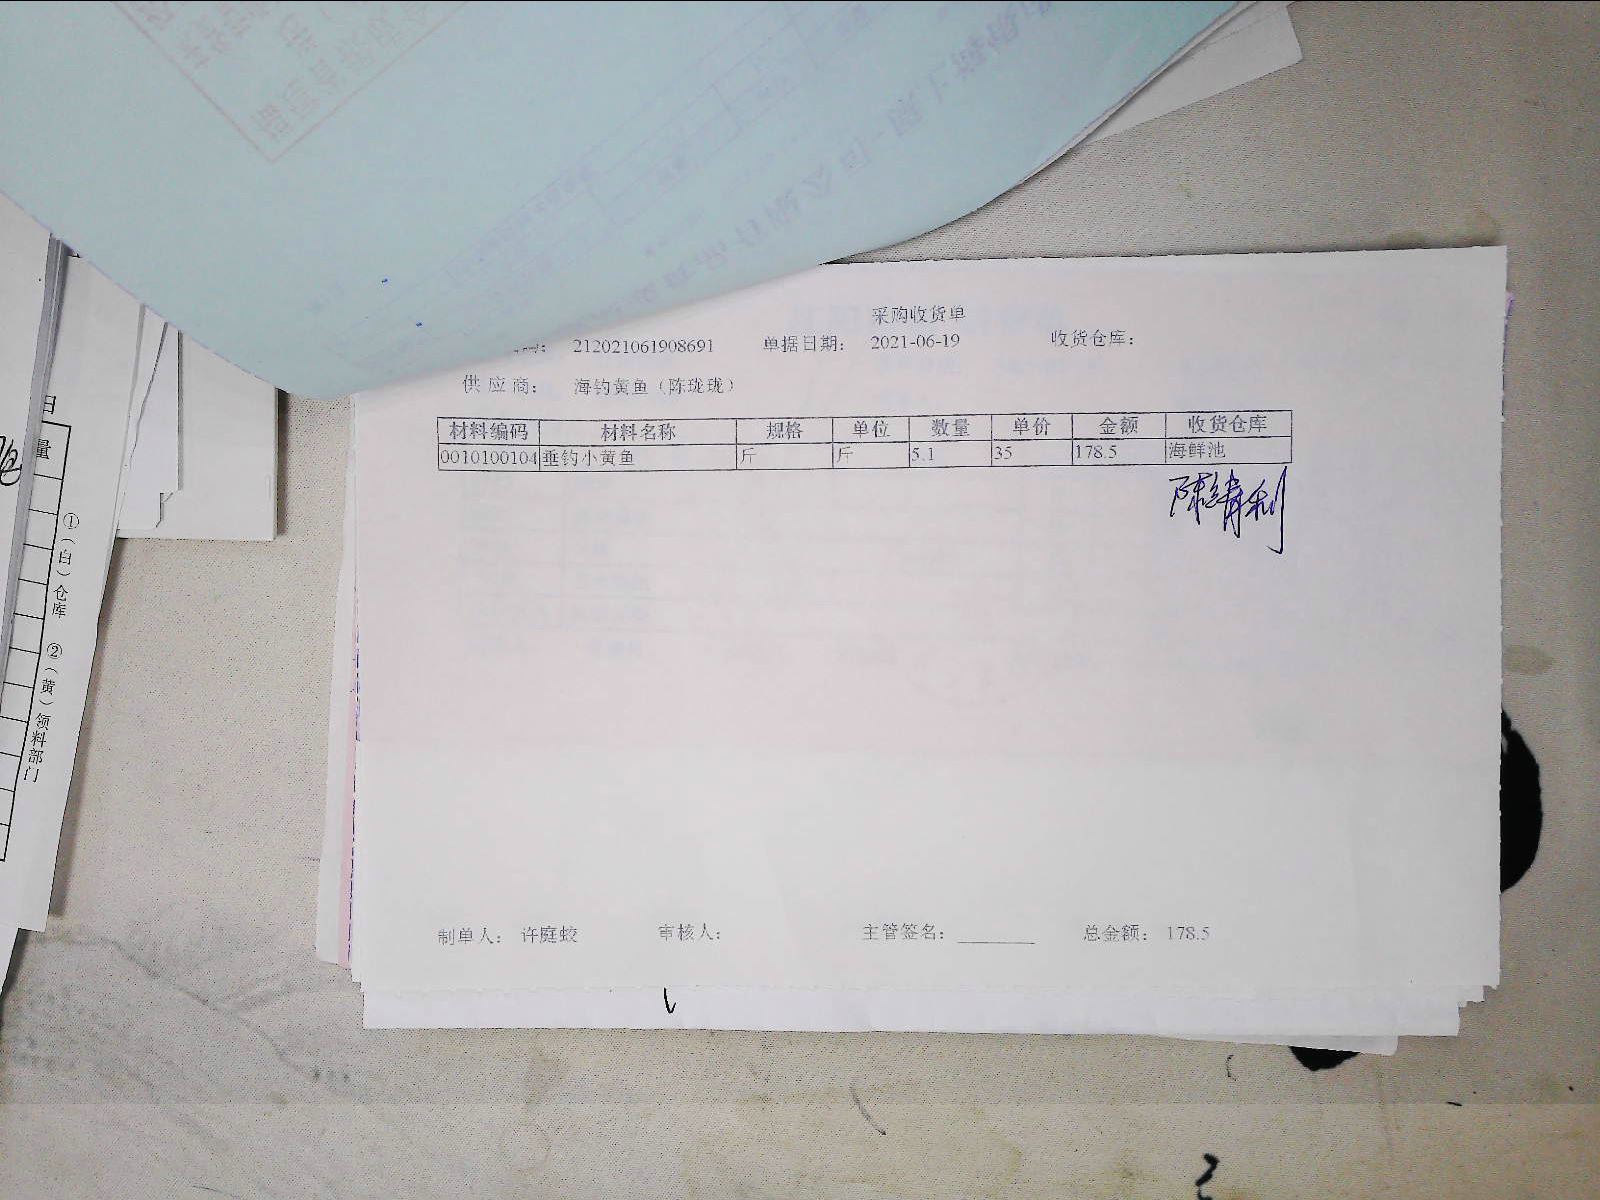 采购收货单
212021061908691 单据日期： 2021-06-19 收货仓库：
供应商： 海钓黄鱼（陈珑珑）
材料编码 材料名称 规格 单位 数量 单价 金额 收货仓库
0010100104 垂钓小黄鱼 斤 斤 5.1 35 178.5 海鲜池
制单人： 许庭蛟 审核人： 主管签名： 总金额： 178.5
日
量
①（白）仓库 ②（黄）领料部门